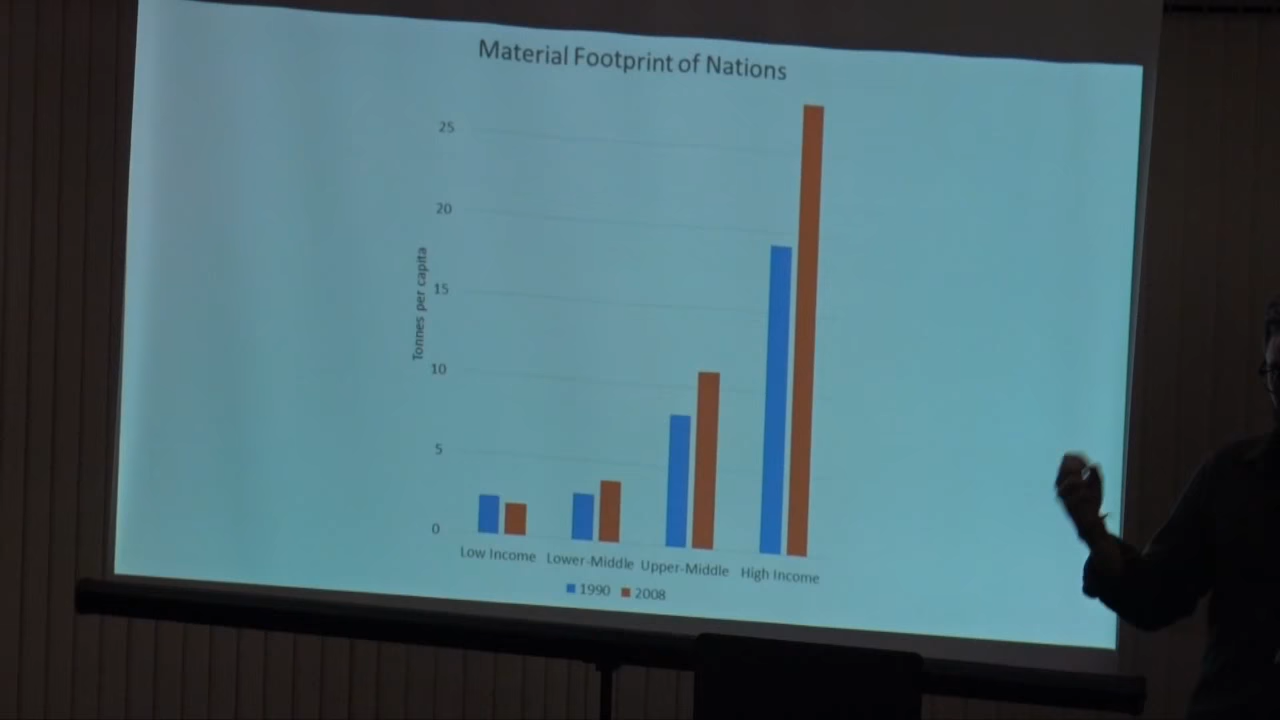 Material Footprint of Nations
Tonnes per capita
25
20
15
10
5
0
Low Income Lower-Middle Upper-Middle High Income
1990 2008